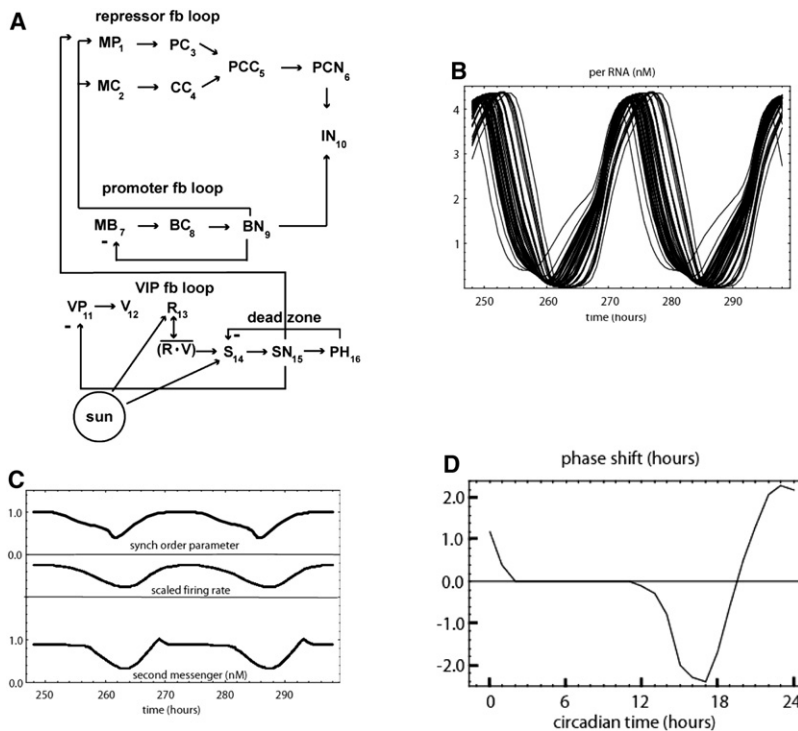 A
repressor fb loop
MP1 PC3
PCC5 PCN6
MC2 CC4
IN10
promoter fb loop
MB7 BC8 BN9
-
VIP fb loop
VP11 V12 R13
dead zone
-
-
(R·V) S14 SN15 PH16
sun
B
per RNA (nM)
4
3
2
1
250 260 270 280 290
time (hours)
C
1.0
synch order parameter
0.0
scaled firing rate
1.0
second messenger (nM)
0.0
250 260 270 280 290
time (hours)
D
phase shift (hours)
2.0
1.0
0.0
-1.0
-2.0
0 6 12 18 24
circadian time (hours)